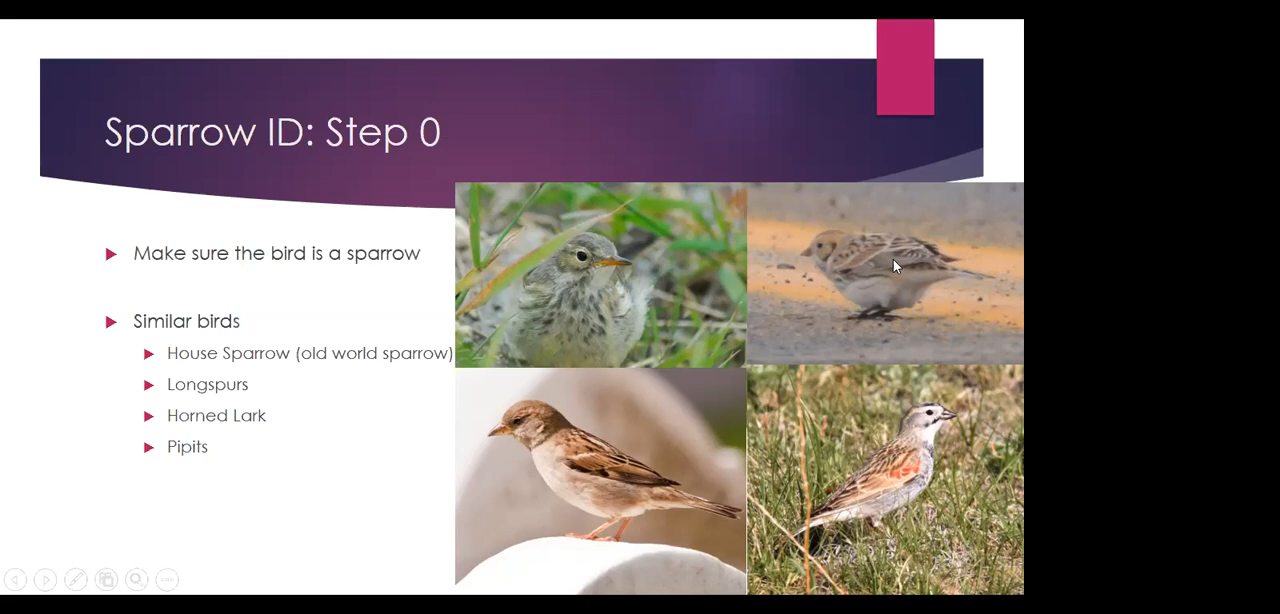 Sparrow ID: Step 0
Make sure the bird is a sparrow
Similar birds
House Sparrow (old world sparrow)
Longspurs
Horned Lark
Pipits